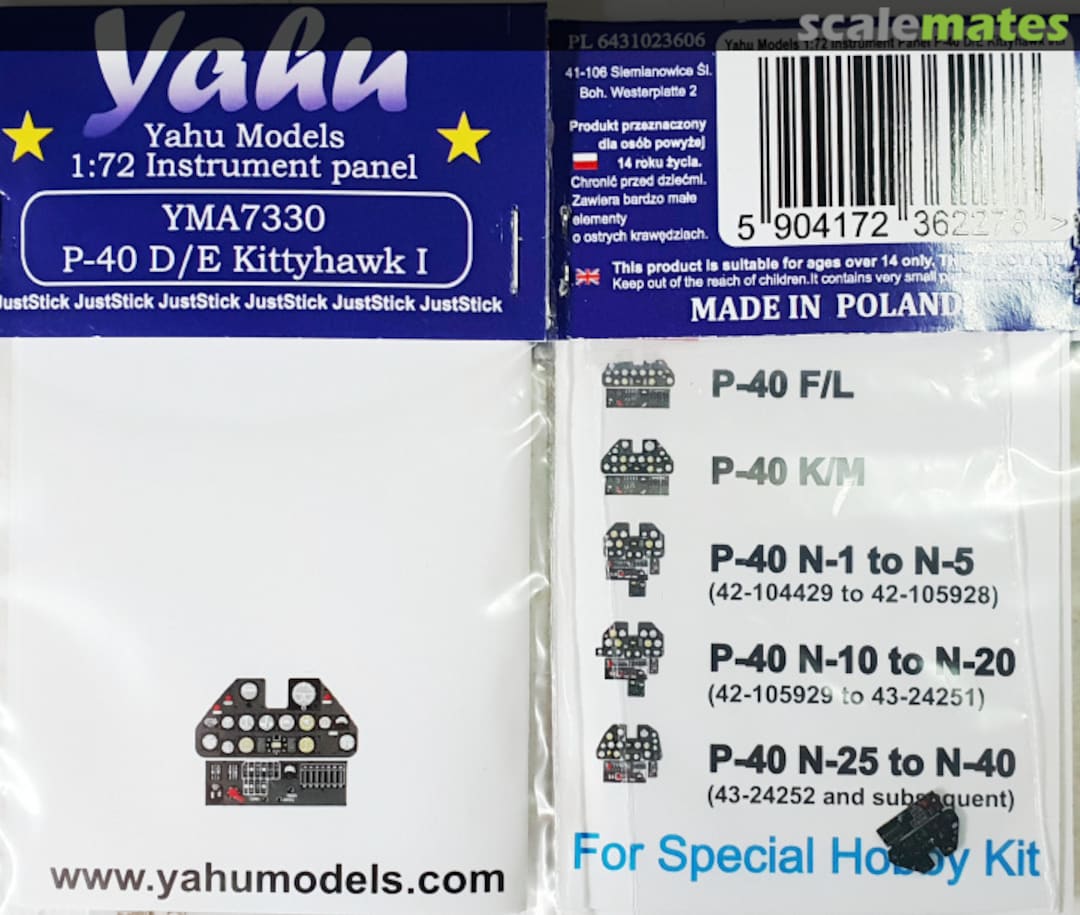 scalemates
Yahu
Yahu Models
1:72 Instrument panel
YMA7330
P-40 D/E Kittyhawk I
JustStick JustStick JustStick JustStick JustStick JustStick
www.yahumodels.com
PL 6431023606
41-106 Siemianowice Śl.
Boh. Westerplatte 2
Produkt przeznaczony
dla osób powyżej
14 roku życia.
Chronić przed dziećmi.
Zawiera bardzo małe
elementy
o ostrych krawędziach.
Yahu Models 1:72 Instrument Panel P-40 D/E Kittyhawk
5 904172 362278 >
This product is suitable for ages over 14 only.
Keep out of the reach of children.It contains very small
MADE IN POLAND
P-40 F/L
P-40 K/M
P-40 N-1 to N-5
(42-104429 to 42-105928)
P-40 N-10 to N-20
(42-105929 to 43-24251)
P-40 N-25 to N-40
(43-24252 and subsequent)
For Special Hobby Kit